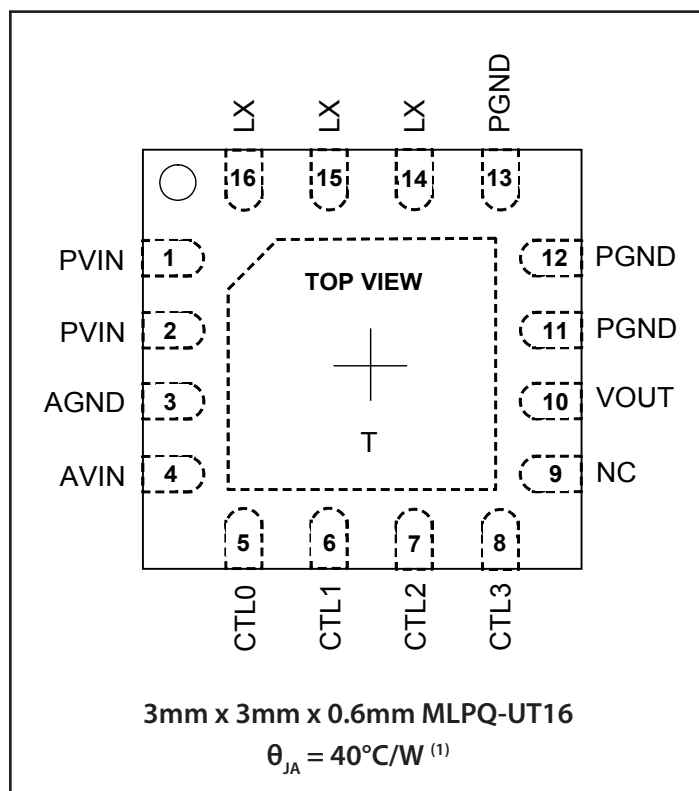 LX LX LX PGND
16 15 14 13
PVIN 1 12 PGND
TOP VIEW
PVIN 2 11 PGND
AGND 3 10 VOUT
T
AVIN 4 9 NC
5 6 7 8
CTL0 CTL1 CTL2 CTL3
3mm x 3mm x 0.6mm MLPQ-UT16
θJA = 40°C/W (1)